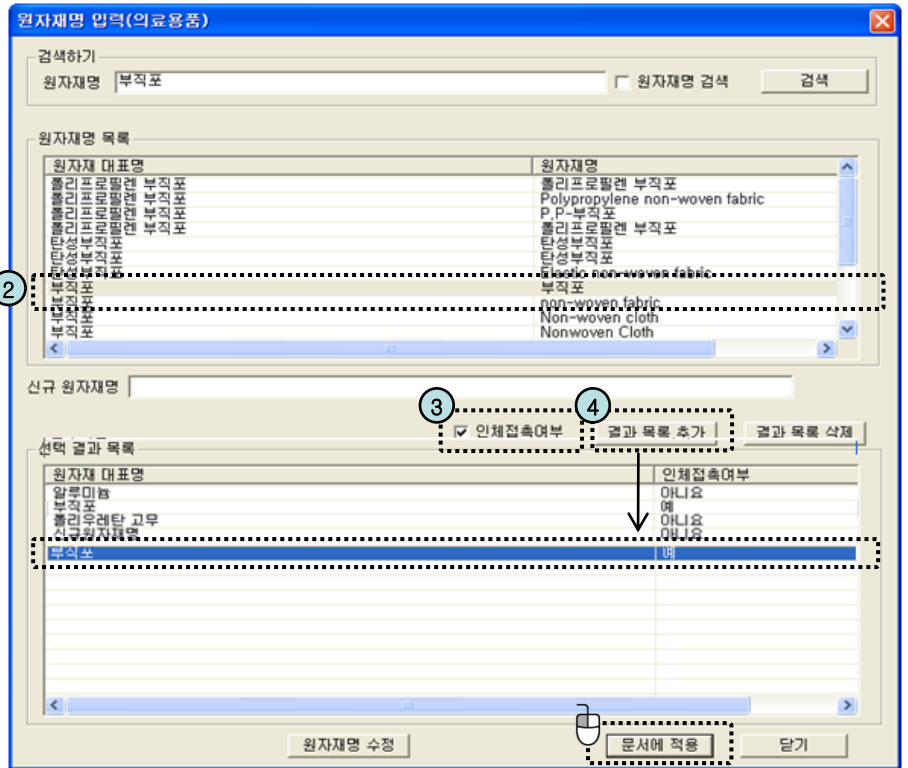 원자재명 입력(의료용품)
검색하기
원자재명 부직포 원자재명 검색 검색
원자재명 목록
원자재 대표명 원자재명
폴리프로필렌 부직포 폴리프로필렌 부직포
폴리프로필렌 부직포 Polypropylene non-woven fabric
폴리프로필렌 부직포 P.P-부직포
폴리프로필렌 부직포 폴리프로필렌 부직포
탄성부직포 탄성부직포
탄성부직포 탄성부직포
탄성부직포 Elastic non-woven fabric
2 부직포 부직포
부직포 non-woven fabric
부직포 Non-woven cloth
부직포 Nonwoven Cloth
신규 원자재명
3 4
인체접촉여부 결과 목록 추가 결과 목록 삭제
선택 결과 목록
원자재 대표명 인체접촉여부
알루미늄 아니요
부직포 예
폴리우레탄 고무 아니요
신규원자재명 아니요
부직포 예
원자재명 수정 문서에 적용 닫기